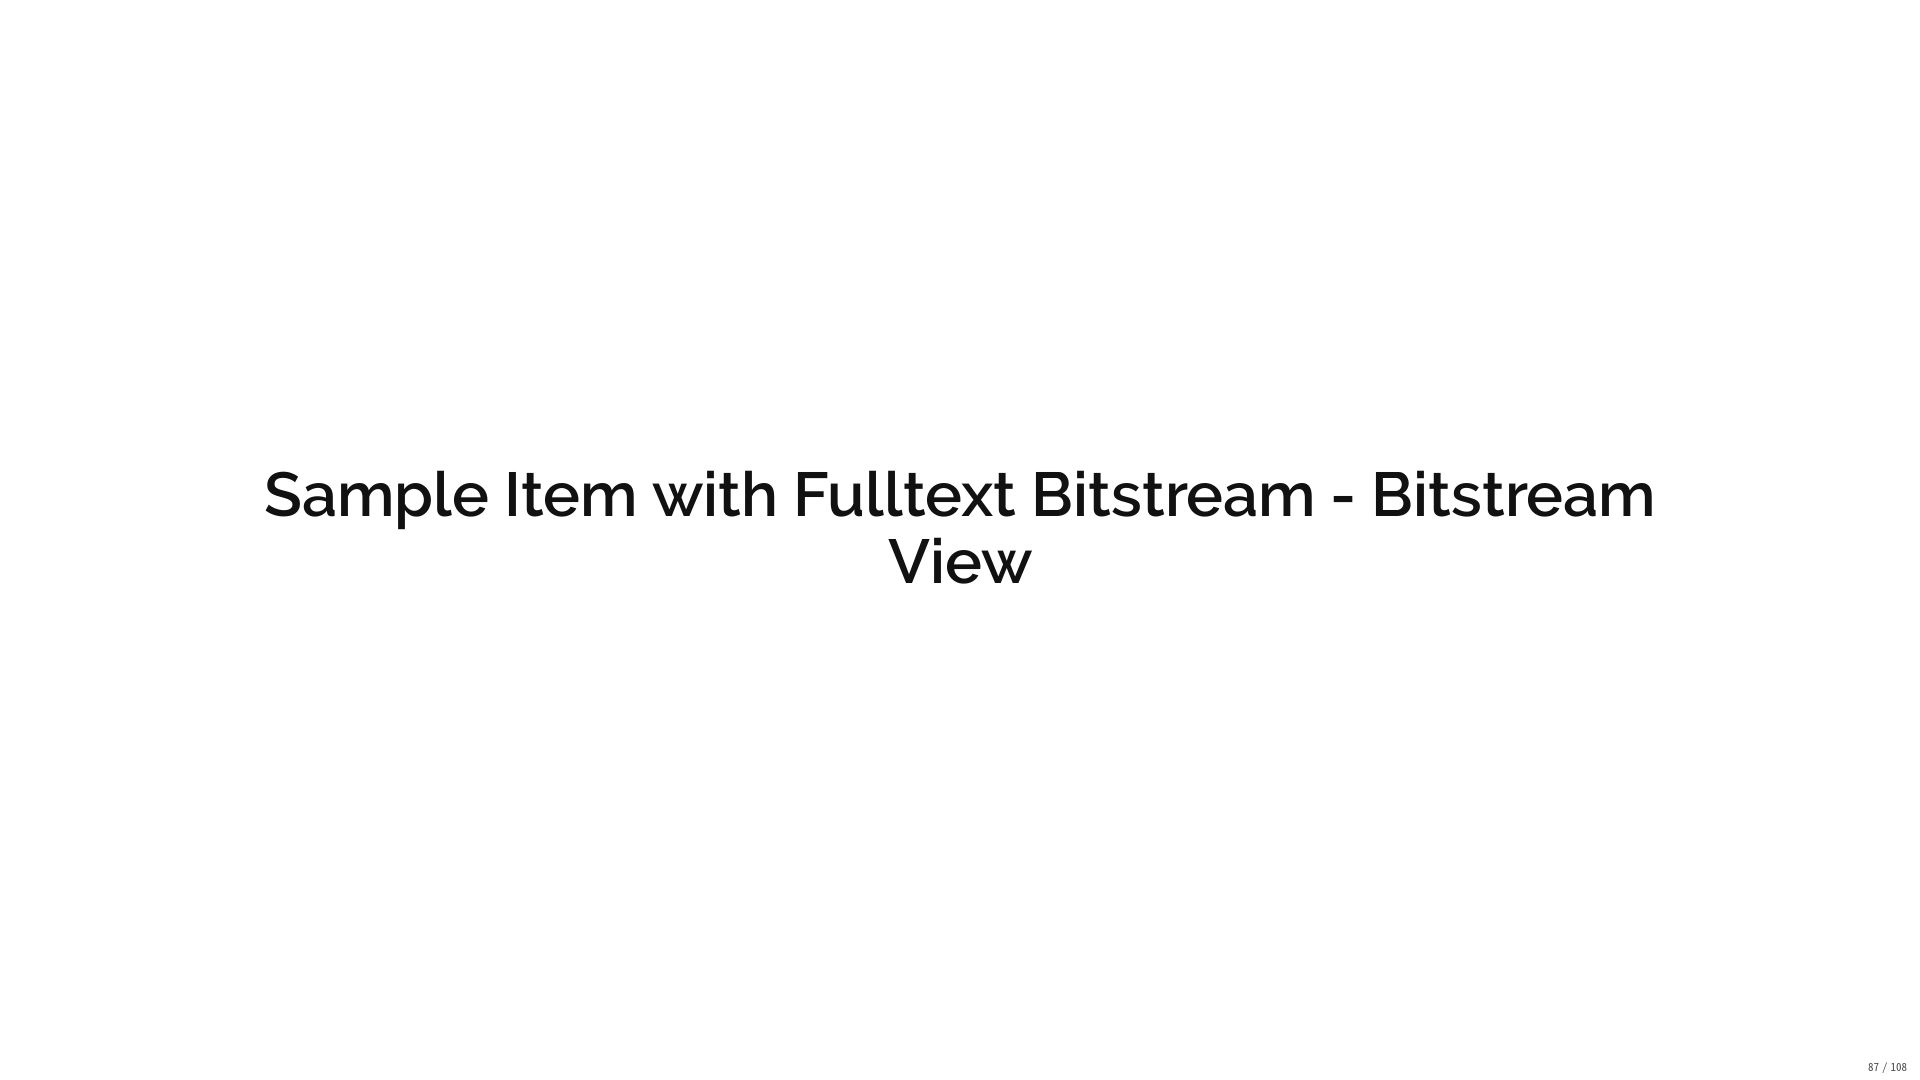 Sample Item with Fulltext Bitstream - Bitstream
View
87 / 108